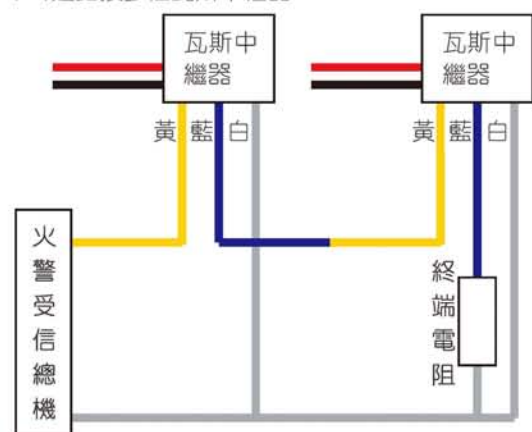 瓦斯中
繼器
瓦斯中
繼器
黃 藍 白
黃 藍 白
火警受信總機
終端電阻